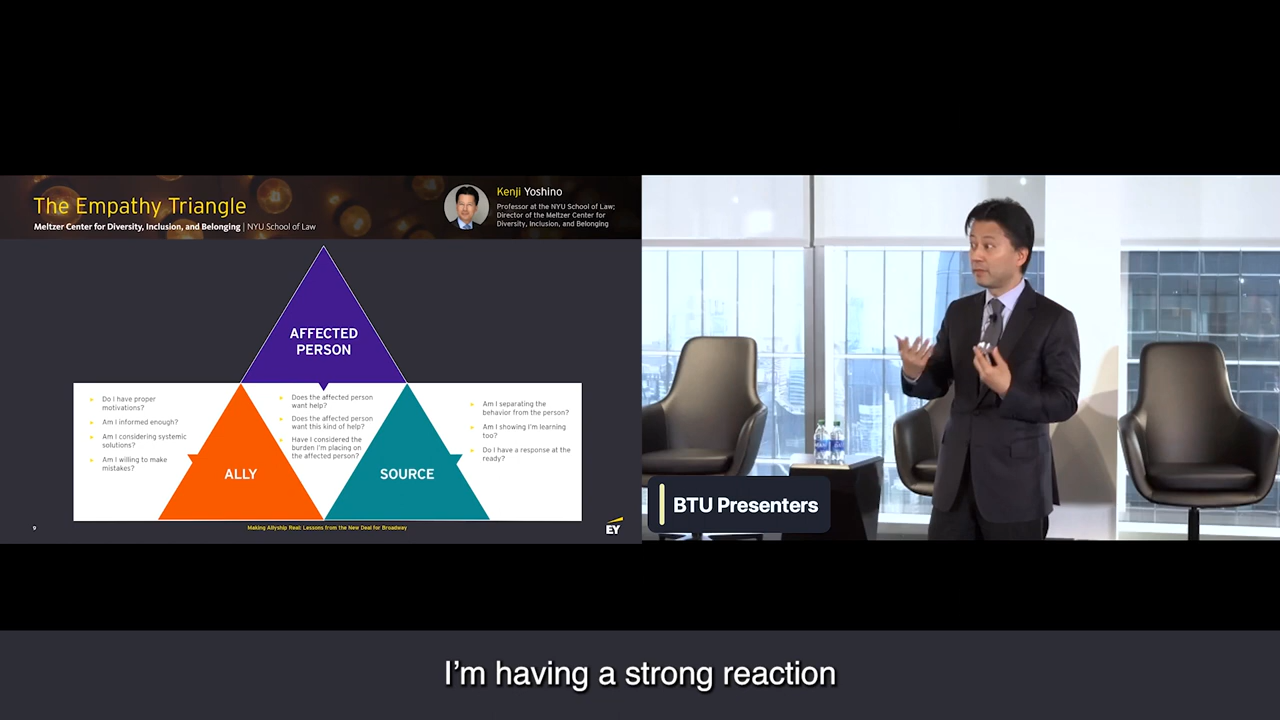 The Empathy Triangle
Meltzer Center for Diversity, Inclusion, and Belonging | NYU School of Law
Kenji Yoshino
Professor at the NYU School of Law;
Director of the Meltzer Center for
Diversity, Inclusion, and Belonging
AFFECTED
PERSON
Do I have proper
motivations?
Am I informed enough?
Am I considering systemic
solutions?
Am I willing to make
mistakes?
ALLY
Does the affected person
want help?
Does the affected person
want this kind of help?
Have I considered the
burden I'm placing on
the affected person?
SOURCE
Am I separating the
behavior from the person?
Am I showing I'm learning
too?
Do I have a response at the
ready?
9
Making Allyship Real: Lessons from the New Deal for Broadway
EY
BTU Presenters
I'm having a strong reaction